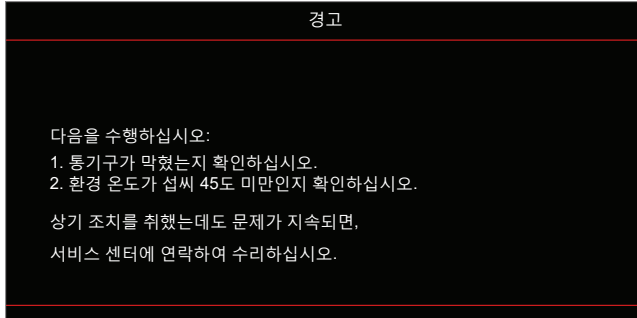 경고
다음을 수행하십시오:
1. 통기구가 막혔는지 확인하십시오.
2. 환경 온도가 섭씨 45도 미만인지 확인하십시오.
상기 조치를 취했는데도 문제가 지속되면,
서비스 센터에 연락하여 수리하십시오.